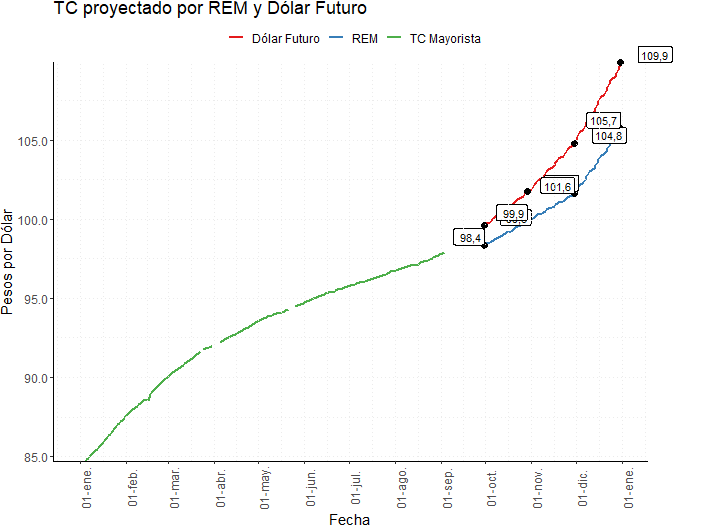 TC proyectado por REM y Dólar Futuro
Dólar Futuro REM TC Mayorista
109,9
105,7
104,8
101,6
99,9
98,4
105.0
100.0
95.0
90.0
85.0
Pesos por Dólar
01-ene. 01-feb. 01-mar. 01-abr. 01-may. 01-jun. 01-jul. 01-ago. 01-sep. 01-oct. 01-nov. 01-dic. 01-ene.
Fecha